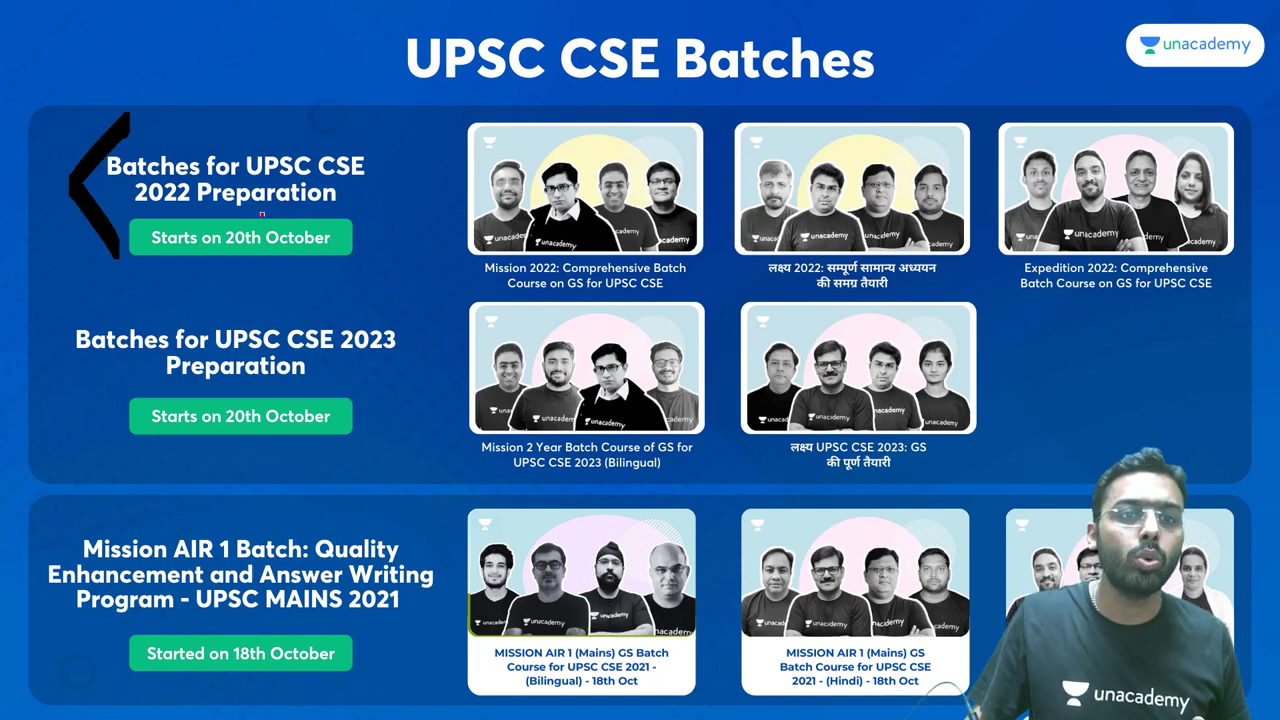 UPSC CSE Batches
unacademy
Batches for UPSC CSE
2022 Preparation
Starts on 20th October
Mission 2022: Comprehensive Batch
Course on GS for UPSC CSE
लक्ष्य 2022: सम्पूर्ण सामान्य अध्ययन
की समग्र तैयारी
Expedition 2022: Comprehensive
Batch Course on GS for UPSC CSE
Batches for UPSC CSE 2023
Preparation
Starts on 20th October
Mission 2 Year Batch Course of GS for
UPSC CSE 2023 (Bilingual)
लक्ष्य UPSC CSE 2023: GS
की पूर्ण तैयारी
Mission AIR 1 Batch: Quality
Enhancement and Answer Writing
Program - UPSC MAINS 2021
Started on 18th October
MISSION AIR 1 (Mains) GS Batch
Course for UPSC CSE 2021 -
(Bilingual) - 18th Oct
MISSION AIR 1 (Mains) GS
Batch Course for UPSC CSE
2021 - (Hindi) - 18th Oct
unacademy